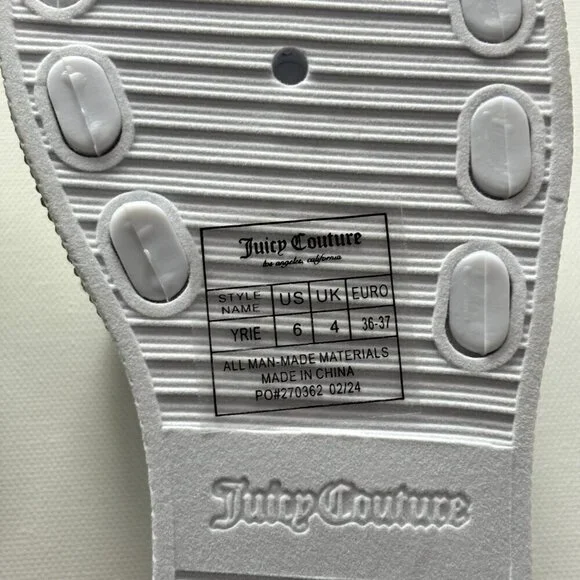 Juicy Couture
los angeles, california
STYLE NAME US UK EURO
YRIE 6 4 36-37
ALL MAN-MADE MATERIALS
MADE IN CHINA
PO#270362 02/24
Juicy Couture